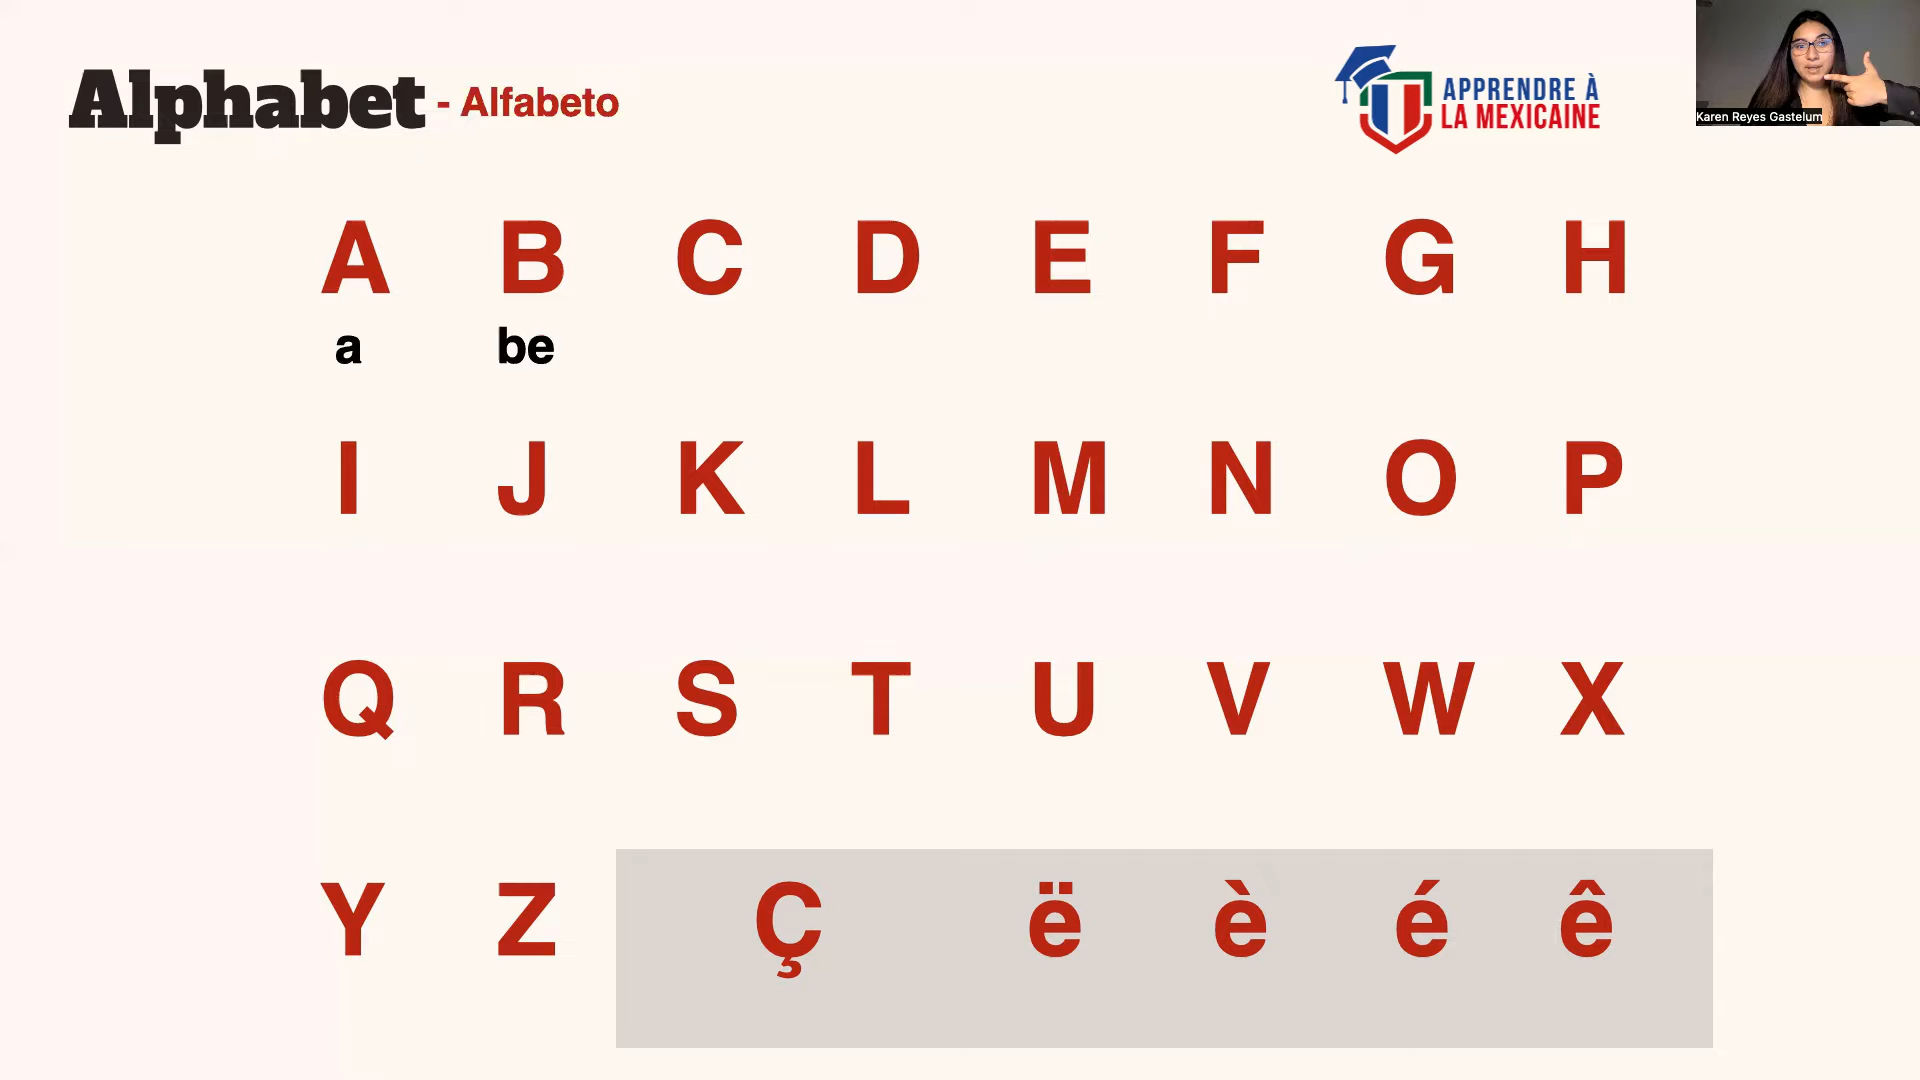 Alphabet - Alfabeto
APPRENDRE À
LA MEXICAINE
Karen Reyes Gastelum
A B C D E F G H
a be
I J K L M N O P
Q R S T U V W X
Y Z Ç ë è é ê